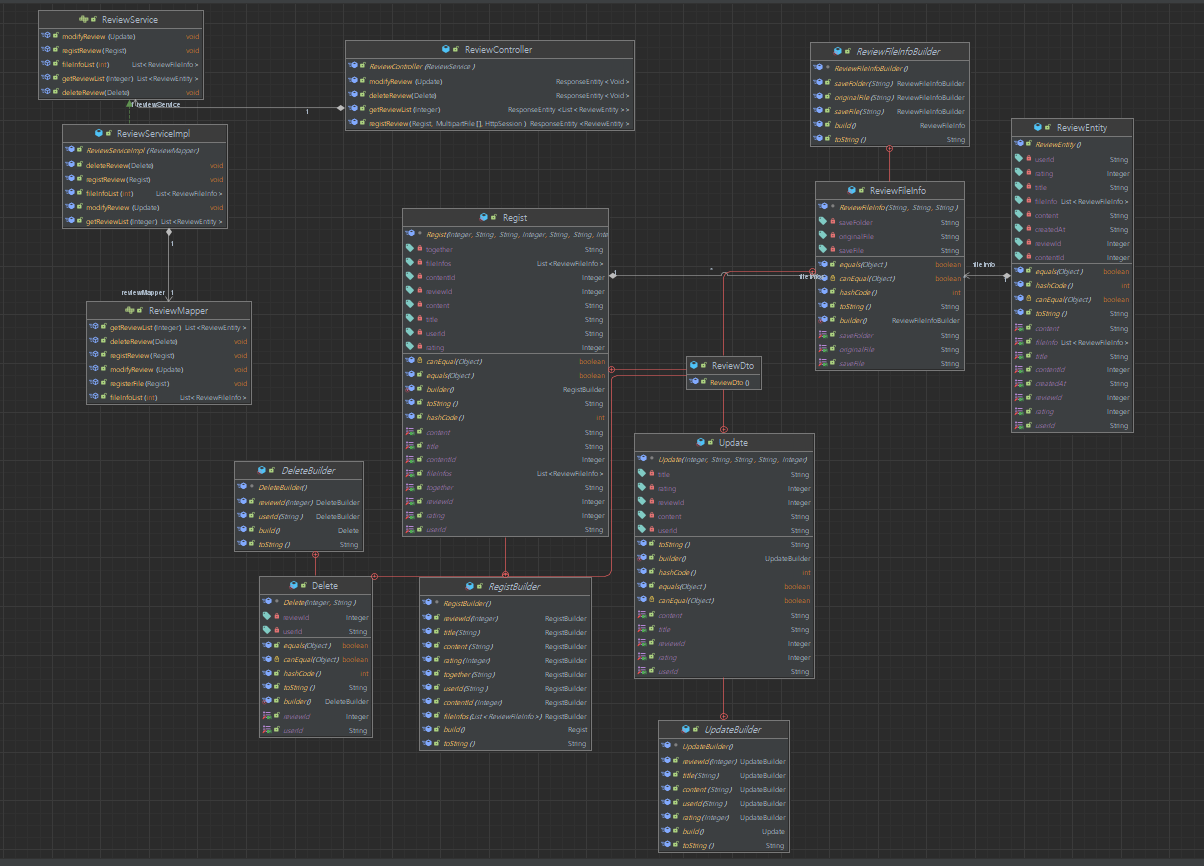 ReviewService
modifyReview (Update) void
registReview (Regist) void
fileInfoList (int) List<ReviewFileInfo>
getReviewList (Integer) List<ReviewEntity>
deleteReview(Delete) void
reviewService
1
ReviewServiceImpl
ReviewServiceImpl (ReviewMapper)
deleteReview(Delete) void
registReview (Regist) void
fileInfoList (int) List<ReviewFileInfo>
modifyReview (Update) void
getReviewList (Integer) List<ReviewEntity>
1
reviewMapper 1
ReviewMapper
getReviewList (Integer) List<ReviewEntity>
deleteReview(Delete) void
registReview (Regist) void
modifyReview (Update) void
registerFile (Regist) void
fileInfoList (int) List<ReviewFileInfo>
ReviewController
ReviewController (ReviewService)
modifyReview (Update) ResponseEntity<Void>
deleteReview(Delete) ResponseEntity<Void>
getReviewList (Integer) ResponseEntity<List<ReviewEntity>>
registReview (Regist, MultipartFile[], HttpSession) ResponseEntity<ReviewEntity>
ReviewFileInfoBuilder
ReviewFileInfoBuilder ()
saveFolder(String) ReviewFileInfoBuilder
originalFile (String) ReviewFileInfoBuilder
saveFile(String) ReviewFileInfoBuilder
build() ReviewFileInfo
toString () String
ReviewFileInfo
ReviewFileInfo (String, String, String)
saveFolder String
originalFile String
saveFile String
equals(Object) boolean
canEqual(Object) boolean
hashCode () int
toString () String
builder() ReviewFileInfoBuilder
saveFolder String
originalFile String
saveFile String
ReviewEntity
ReviewEntity ()
userId String
rating Integer
title String
fileInfo List<ReviewFileInfo>
content String
createdAt String
reviewId Integer
contentId Integer
equals(Object) boolean
hashCode () int
canEqual(Object) boolean
toString () String
content String
fileInfo List<ReviewFileInfo>
title String
contentId Integer
createdAt String
reviewId Integer
rating Integer
userId String
file Info
1
Regist
Regist(Integer, String, String, Integer, String, String, Inte
together String
fileInfos List<ReviewFileInfo>
contentId Integer
reviewId Integer
content String
title String
userId String
rating Integer
canEqual (Object) boolean
equals(Object) boolean
builder() RegistBuilder
toString () String
hashCode () int
content String
title String
contentId Integer
fileInfos List<ReviewFileInfo>
together String
reviewId Integer
rating Integer
userId String
1
*
ReviewDto
ReviewDto ()
Update
Update(Integer, String, String, String, Integer)
title String
rating Integer
reviewId Integer
content String
userId String
toString () String
builder() UpdateBuilder
hashCode () int
equals(Object) boolean
canEqual(Object) boolean
content String
title String
reviewId Integer
rating Integer
userId String
DeleteBuilder
DeleteBuilder()
reviewId(Integer) DeleteBuilder
userId(String) DeleteBuilder
build() Delete
toString () String
Delete
Delete(Integer, String)
reviewId Integer
userId String
equals(Object) boolean
canEqual(Object) boolean
hashCode () int
toString () String
builder() DeleteBuilder
reviewId Integer
userId String
RegistBuilder
RegistBuilder()
reviewId(Integer) RegistBuilder
title(String) RegistBuilder
content (String) RegistBuilder
rating(Integer) RegistBuilder
together (String) RegistBuilder
userId(String) RegistBuilder
contentId (Integer) RegistBuilder
fileInfos (List<ReviewFileInfo>) RegistBuilder
build() Regist
toString () String
UpdateBuilder
UpdateBuilder()
reviewId(Integer) UpdateBuilder
title(String) UpdateBuilder
content (String) UpdateBuilder
userId(String) UpdateBuilder
rating(Integer) UpdateBuilder
build() Update
toString () String